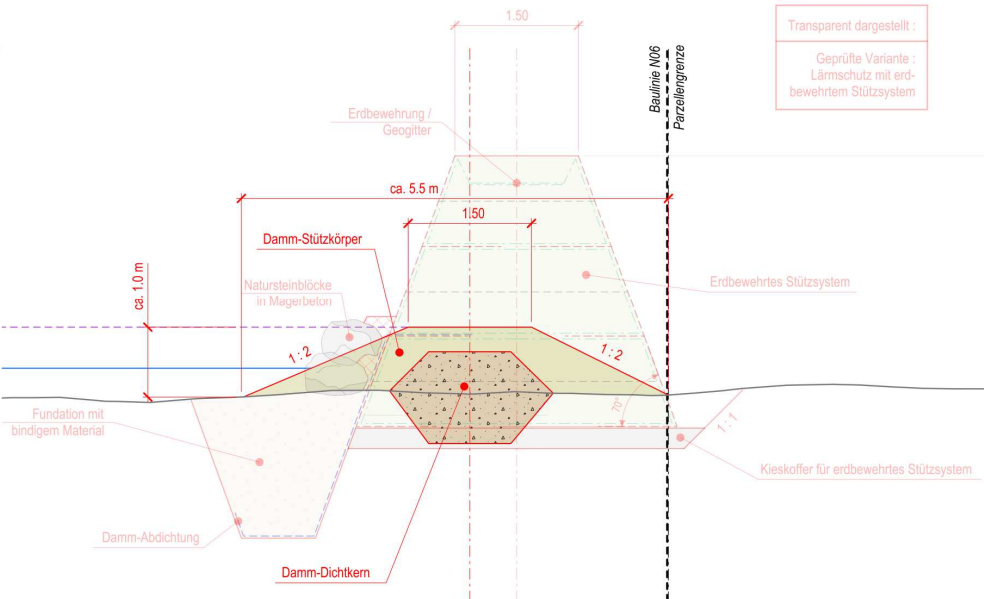 1.50
Transparent dargestellt :
Geprüfte Variante :
Lärmschutz mit erd-
bewehrtem Stützsystem
Baulinie N06
Parzellengrenze
Erdbewehrung /
Geogitter
ca. 5.5 m
1.50
Damm-Stützkörper
ca. 1.0 m
Natursteinblöcke
in Magerbeton
Erdbewehrtes Stützsystem
1 : 2
1 : 2
70°
1 : 1
Fundation mit
bindigem Material
Kieskoffer für erdbewehrtes Stützsystem
Damm-Abdichtung
Damm-Dichtkern